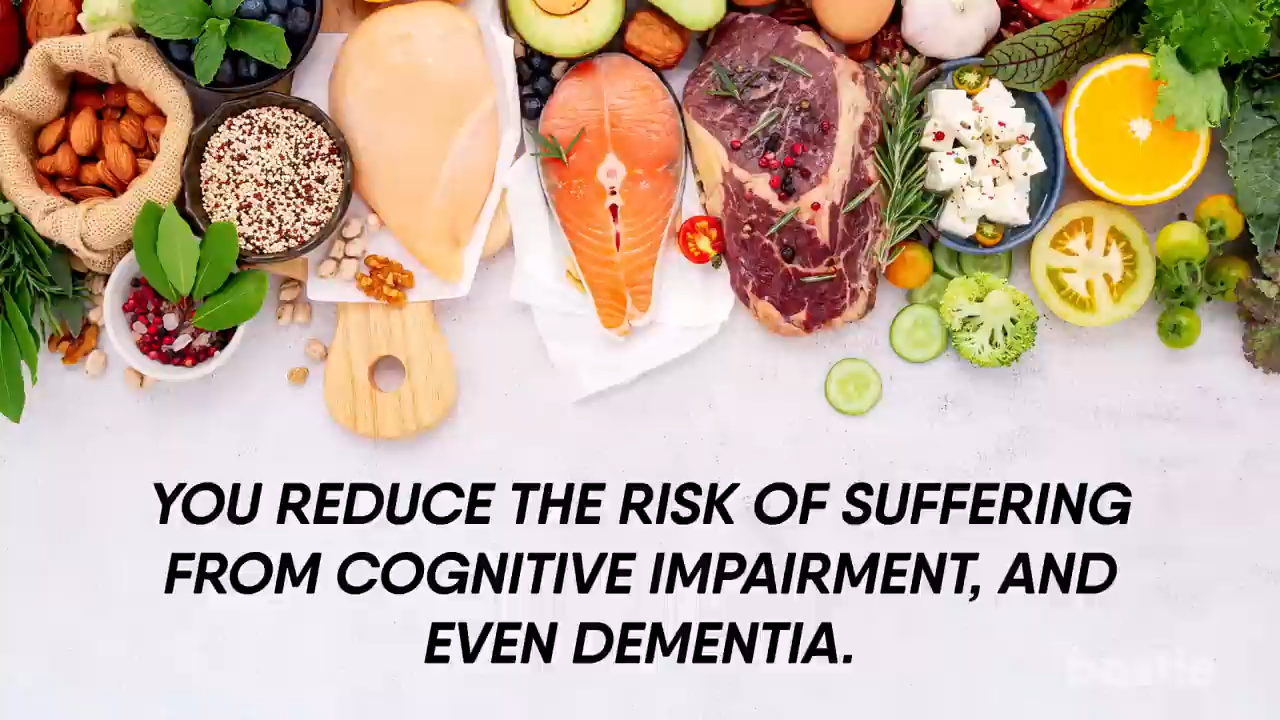 YOU REDUCE THE RISK OF SUFFERING
FROM COGNITIVE IMPAIRMENT, AND
EVEN DEMENTIA.